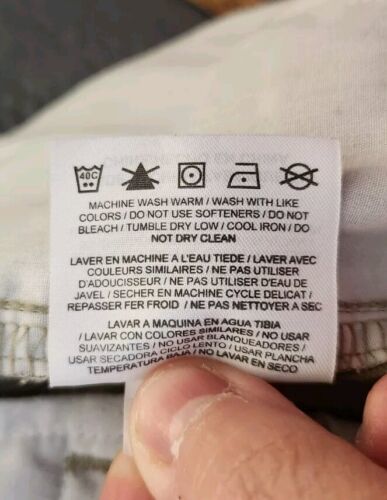 40C
MACHINE WASH WARM / WASH WITH LIKE
COLORS / DO NOT USE SOFTENERS / DO NOT
BLEACH / TUMBLE DRY LOW / COOL IRON / DO
NOT DRY CLEAN
LAVER EN MACHINE A L'EAU TIEDE / LAVER AVEC
COULEURS SIMILAIRES / NE PAS UTILISER
D'ADOUCISSEUR / NE PAS UTILISER D'EAU DE
JAVEL / SECHER EN MACHINE CYCLE DELICAT /
REPASSER FER FROID / NE PAS NETTOYER A SEC
LAVAR A MAQUINA EN AGUA TIBIA
/ LAVAR CON COLORES SIMILARES / NO USAR
SUAVIZANTES / NO USAR BLANQUEADORES /
USAR SECADORA CICLO LENTO / USAR PLANCHA
TEMPERATURA BAJA / NO LAVAR EN SECO